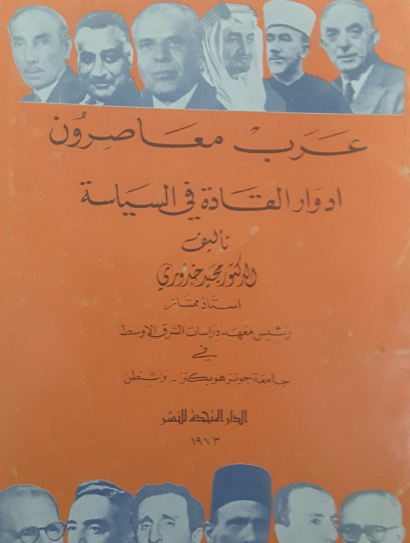 عرب معاصرون
ادوار القادة في السياسة
تأليف
الدكتور مجيد خدوري
استاذ ممتاز
رئيس معهد دراسات الشرق الاوسط
في
جامعة جونز هوبكنز - واشنطن
الدار المتحدة للنشر
١٩٧٣